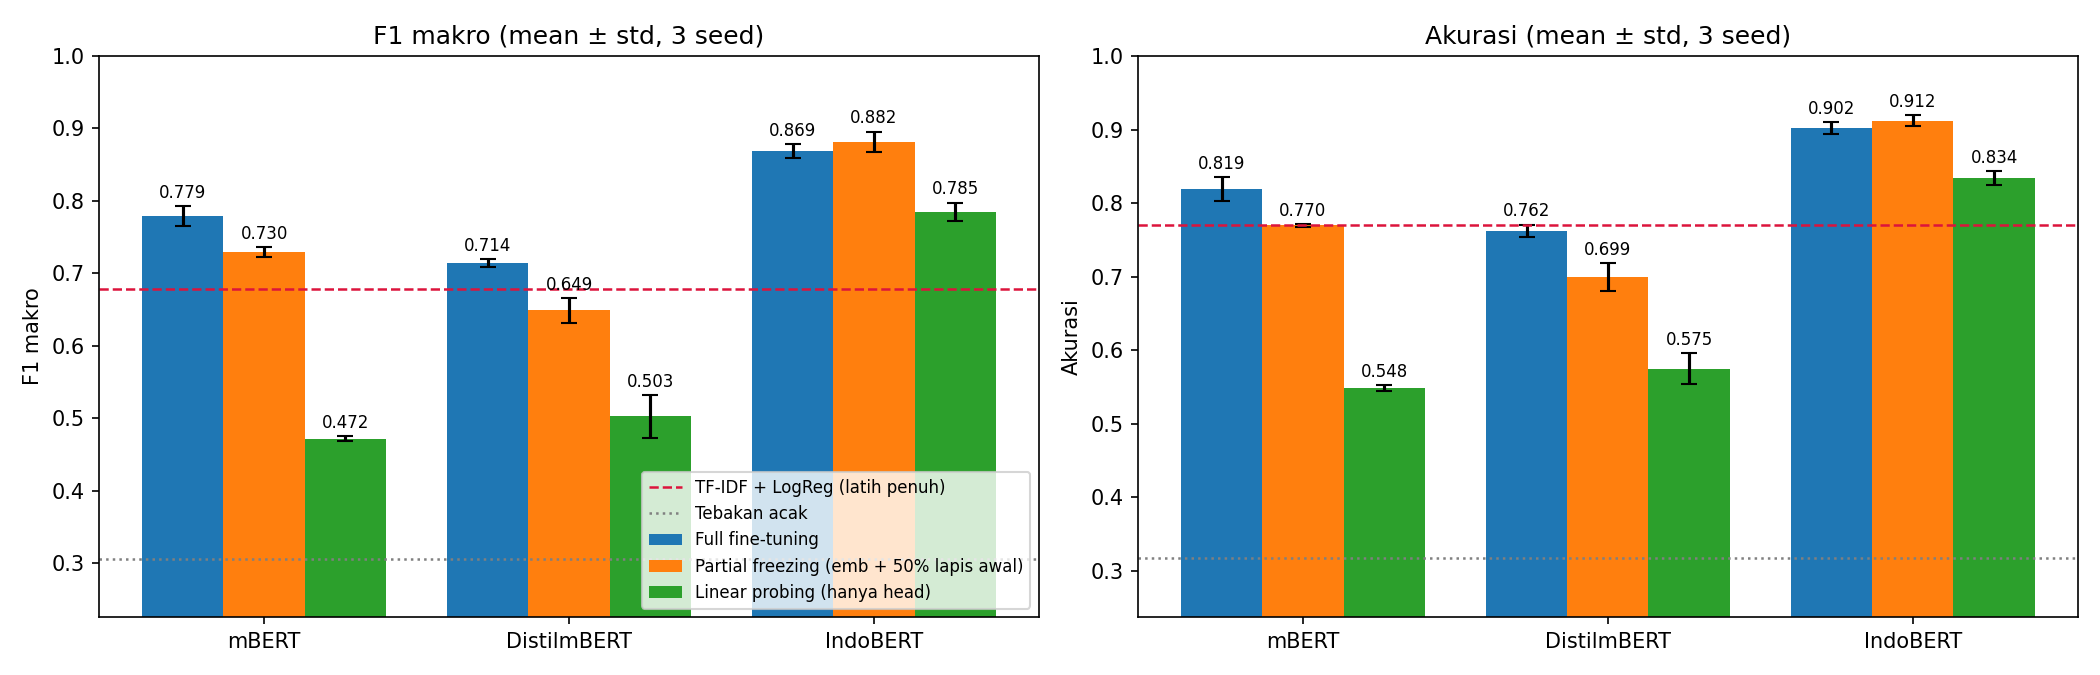 F1 makro (mean ± std, 3 seed)
F1 makro
1.0
0.9
0.8
0.7
0.6
0.5
0.4
0.3
0.779
0.730
0.472
0.714
0.649
0.503
0.869
0.882
0.785
TF-IDF + LogReg (latih penuh)
Tebakan acak
Full fine-tuning
Partial freezing (emb + 50% lapis awal)
Linear probing (hanya head)
mBERT
DistilmBERT
IndoBERT
Akurasi (mean ± std, 3 seed)
Akurasi
1.0
0.9
0.8
0.7
0.6
0.5
0.4
0.3
0.819
0.770
0.548
0.762
0.699
0.575
0.902
0.912
0.834
mBERT
DistilmBERT
IndoBERT